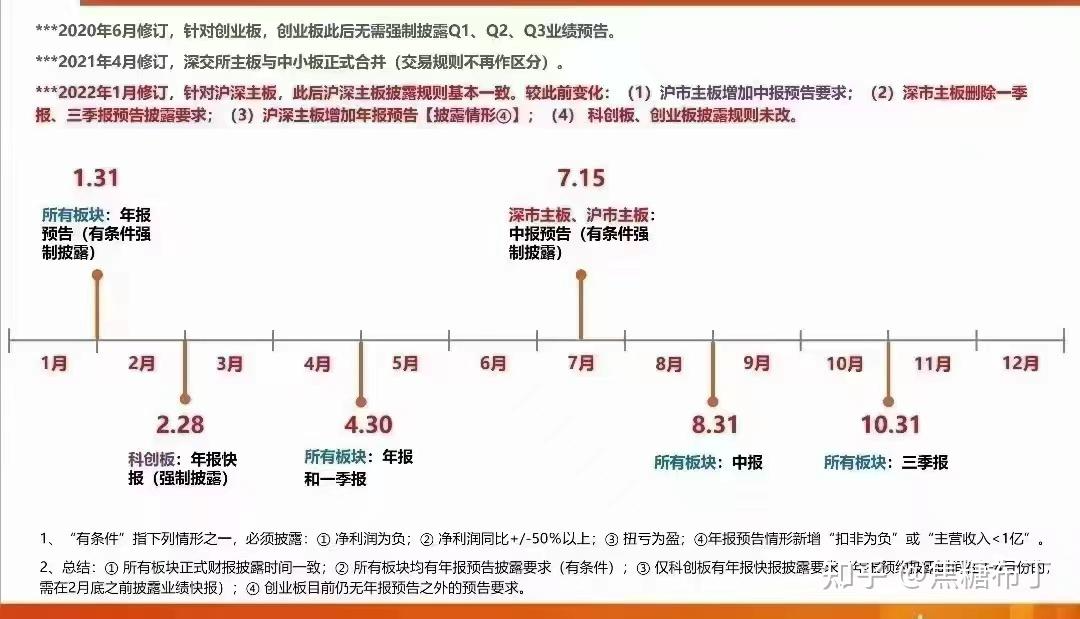 ***2020年6月修订，针对创业板，创业板此后无需强制披露Q1、Q2、Q3业绩预告。
***2021年4月修订，深交所主板与中小板正式合并（交易规则不再作区分）。
***2022年1月修订，针对沪深主板，此后沪深主板披露规则基本一致。较此前变化：（1）沪市主板增加中报预告要求；（2）深市主板删除一季
报、三季报预告披露要求；（3）沪深主板增加年报预告【披露情形④】；（4） 科创板、创业板披露规则未改。
1.31
所有板块：年报
预告（有条件强
制披露）
7.15
深市主板、沪市主板：
中报预告（有条件强
制披露）
1月 2月 3月 4月 5月 6月 7月 8月 9月 10月 11月 12月
2.28
科创板：年报快
报（强制披露）
4.30
所有板块：年报
和一季报
8.31
所有板块：中报
10.31
所有板块：三季报
1、“有条件”指下列情形之一，必须披露：① 净利润为负；② 净利润同比+/-50%以上；③ 扭亏为盈；④年报预告情形新增“扣非为负”或“主营收入<1亿”。
2、总结：① 所有板块正式财报披露时间一致；② 所有板块均有年报预告披露要求（有条件）；③ 仅科创板有年报快报披露要求
需在2月底之前披露业绩快报）；④ 创业板目前仍无年报预告之外的预告要求。
知乎 @焦糖布丁